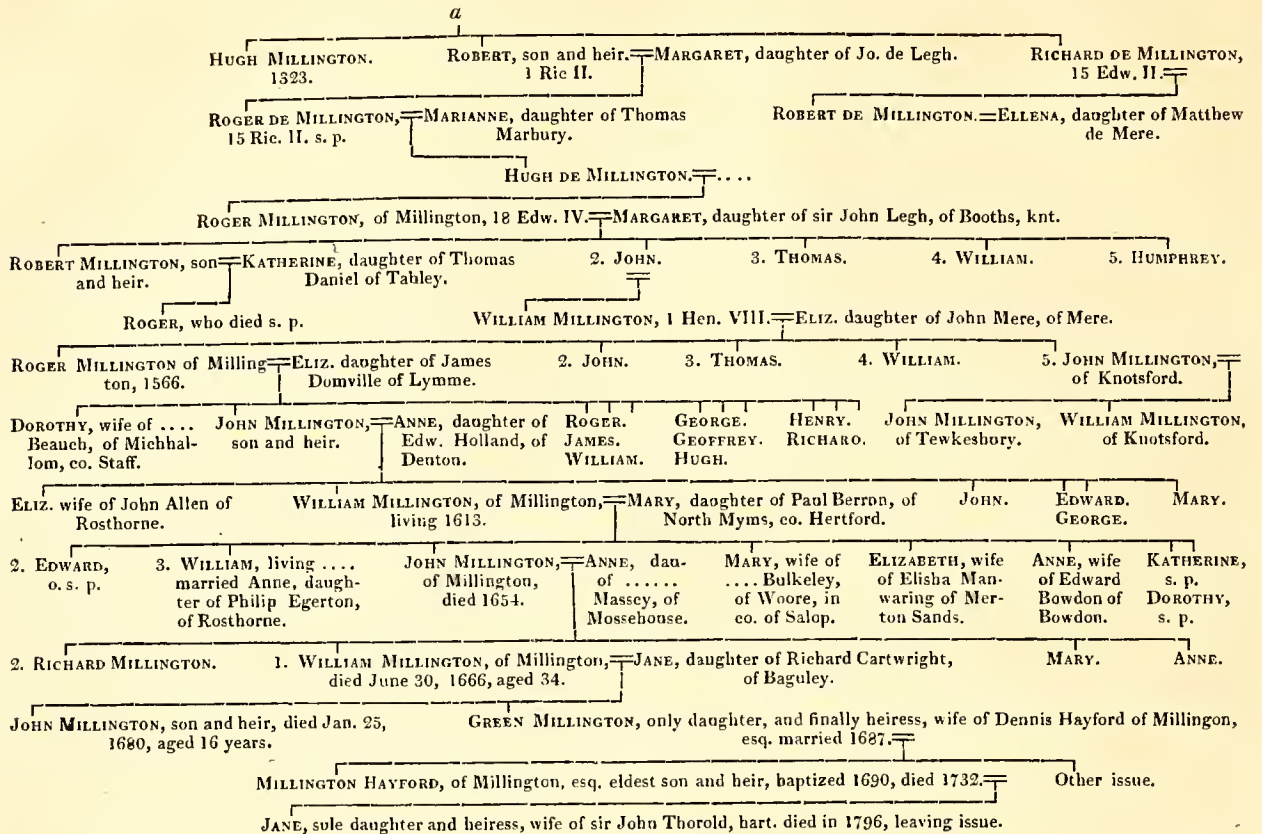 a
HUGH MILLINGTON. ROBERT, son and heir.=MARGARET, daughter of Jo. de Legh. RICHARD DE MILLINGTON,
1323. 1 Ric II. 15 Edw. II.=
ROGER DE MILLINGTON,=MARIANNE, daughter of Thomas ROBERT DE MILLINGTON.=ELLENA, daughter of Matthew
15 Ric. II. s. p. Marbury. de Mere.
HUGH DE MILLINGTON.=....
ROGER MILLINGTON, of Millington, 18 Edw. IV.=MARGARET, daughter of sir John Legh, of Booths, knt.
ROBERT MILLINGTON, son=KATHERINE, daughter of Thomas 2. JOHN. 3. THOMAS. 4. WILLIAM. 5. HUMPHREY.
and heir. Daniel of Tabley. =
ROGER, who died s. p. WILLIAM MILLINGTON, 1 Hen. VIII.=ELIZ. daughter of John Mere, of Mere.
ROGER MILLINGTON of Milling=ELIZ. daughter of James 2. JOHN. 3. THOMAS. 4. WILLIAM. 5. JOHN MILLINGTON,=
ton, 1566. Domville of Lymme. of Knotsford.
DOROTHY, wife of .... JOHN MILLINGTON,=ANNE, daughter of ROGER. GEORGE. HENRY. JOHN MILLINGTON, WILLIAM MILLINGTON,
Beauch, of Michhal- son and heir. Edw. Holland, of JAMES. GEOFFREY. RICHARD. of Tewkesbury. of Knotsford.
lom, co. Staff. Denton. WILLIAM. HUGH.
ELIZ. wife of John Allen of WILLIAM MILLINGTON, of Millington,=MARY, daughter of Paul Berron, of JOHN. EDWARD. MARY.
Rosthorne. living 1613. North Myms, co. Hertford. GEORGE.
2. EDWARD, 3. WILLIAM, living .... JOHN MILLINGTON,=ANNE, dau- MARY, wife of ELIZABETH, wife ANNE, wife KATHERINE,
o. s. p. married Anne, daugh- of Millington, of ...... .... Bulkeley, of Elisha Man- of Edward s. p.
ter of Philip Egerton, died 1654. Massey, of of Woore, in waring of Mer- Bowdon of DOROTHY,
of Rosthorne. Mossehouse. co. of Salop. ton Sands. Bowdon. s. p.
2. RICHARD MILLINGTON. 1. WILLIAM MILLINGTON, of Millington,=JANE, daughter of Richard Cartwright, MARY. ANNE.
died June 30, 1666, aged 34. of Baguley.
JOHN MILLINGTON, son and heir, died Jan. 25, GREEN MILLINGTON, only daughter, and finally heiress, wife of Dennis Hayford of Millingon,
1680, aged 16 years. esq. married 1687.=
MILLINGTON HAYFORD, of Millington, esq. eldest son and heir, baptized 1690, died 1732.= Other issue.
JANE, sole daughter and heiress, wife of sir John Thorold, bart. died in 1796, leaving issue.